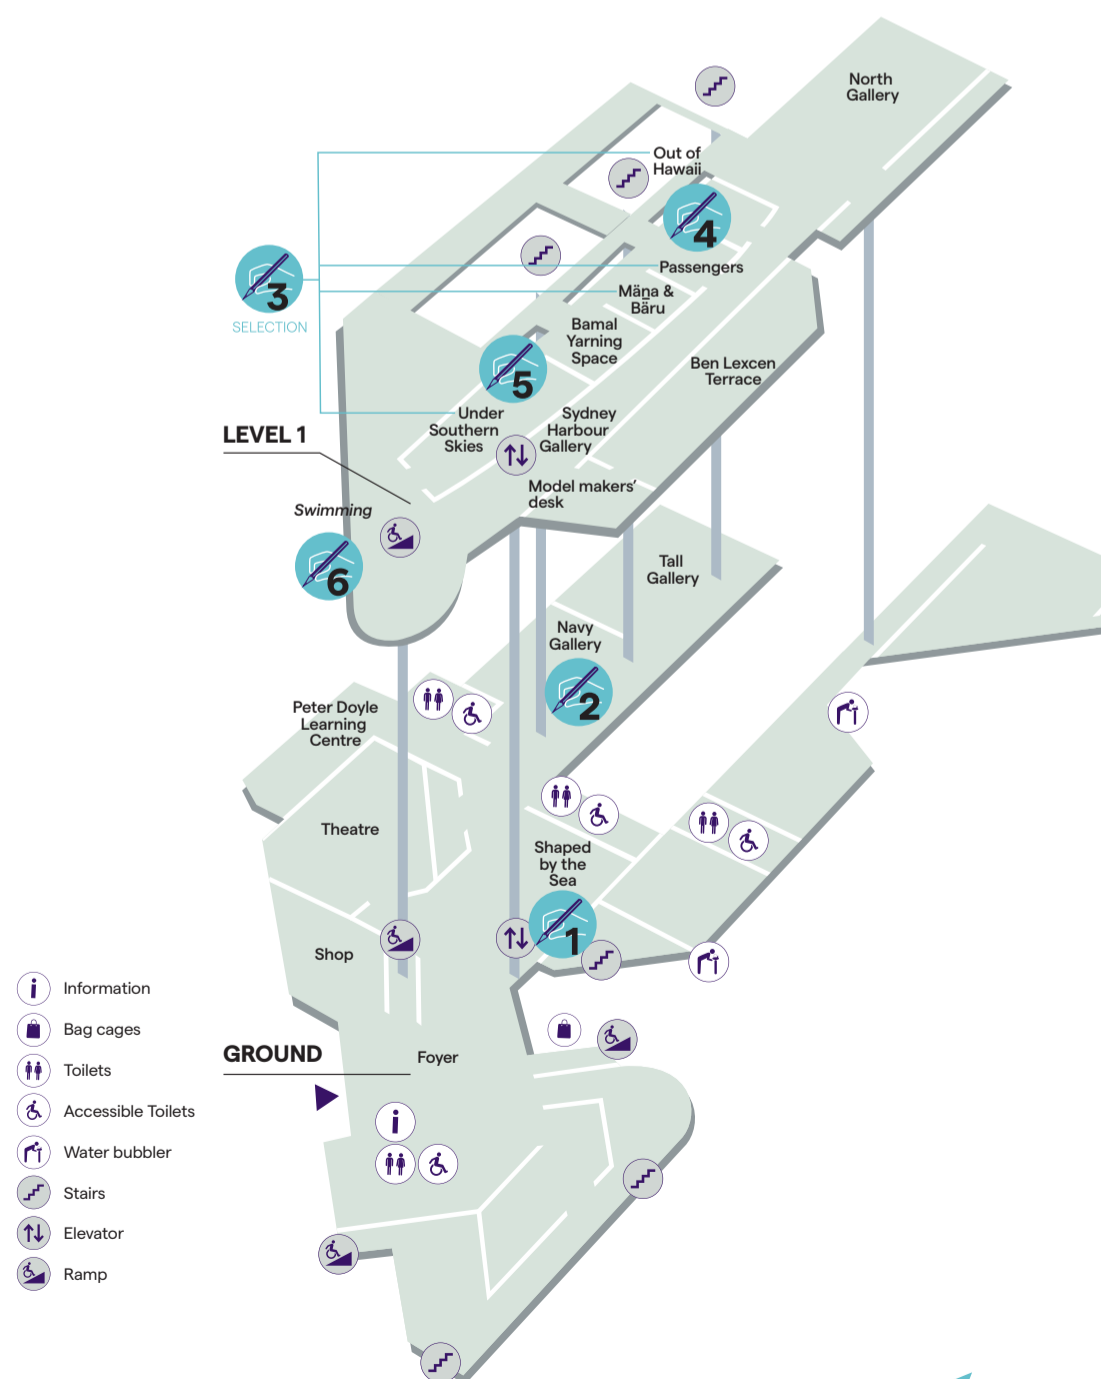 North
Gallery
Out of
Hawaii
4
Passengers
3
SELECTION
Mäṉa &
Bäru
Bamal
Yarning
Space
5
Ben Lexcen
Terrace
Under
Southern
Skies
Sydney
Harbour
Gallery
LEVEL 1
Model makers’
desk
Swimming
6
Tall
Gallery
Navy
Gallery
2
Peter Doyle
Learning
Centre
Theatre
Shaped
by the
Sea
1
Shop
Information
Bag cages
Toilets
Accessible Toilets
Water bubbler
Stairs
Elevator
Ramp
GROUND
Foyer